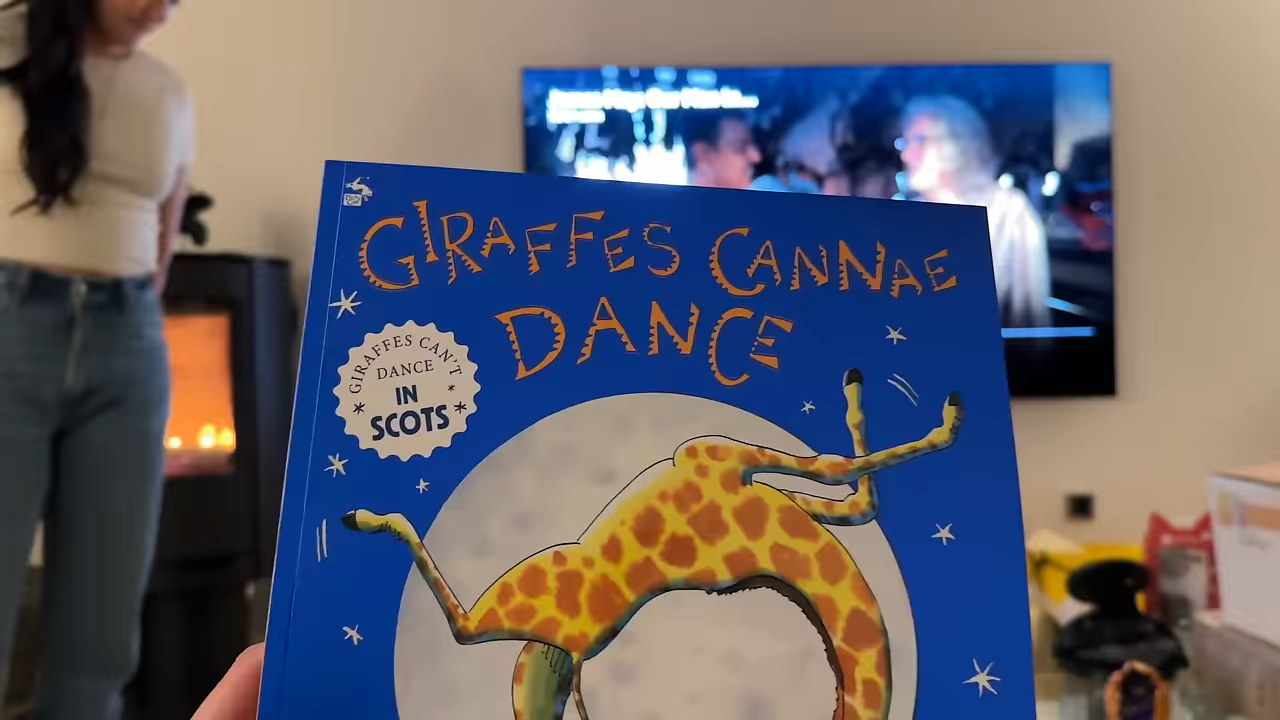 GIRAFFES CANNAE
DANCE
GIRAFFES CAN'T
DANCE
IN
SCOTS